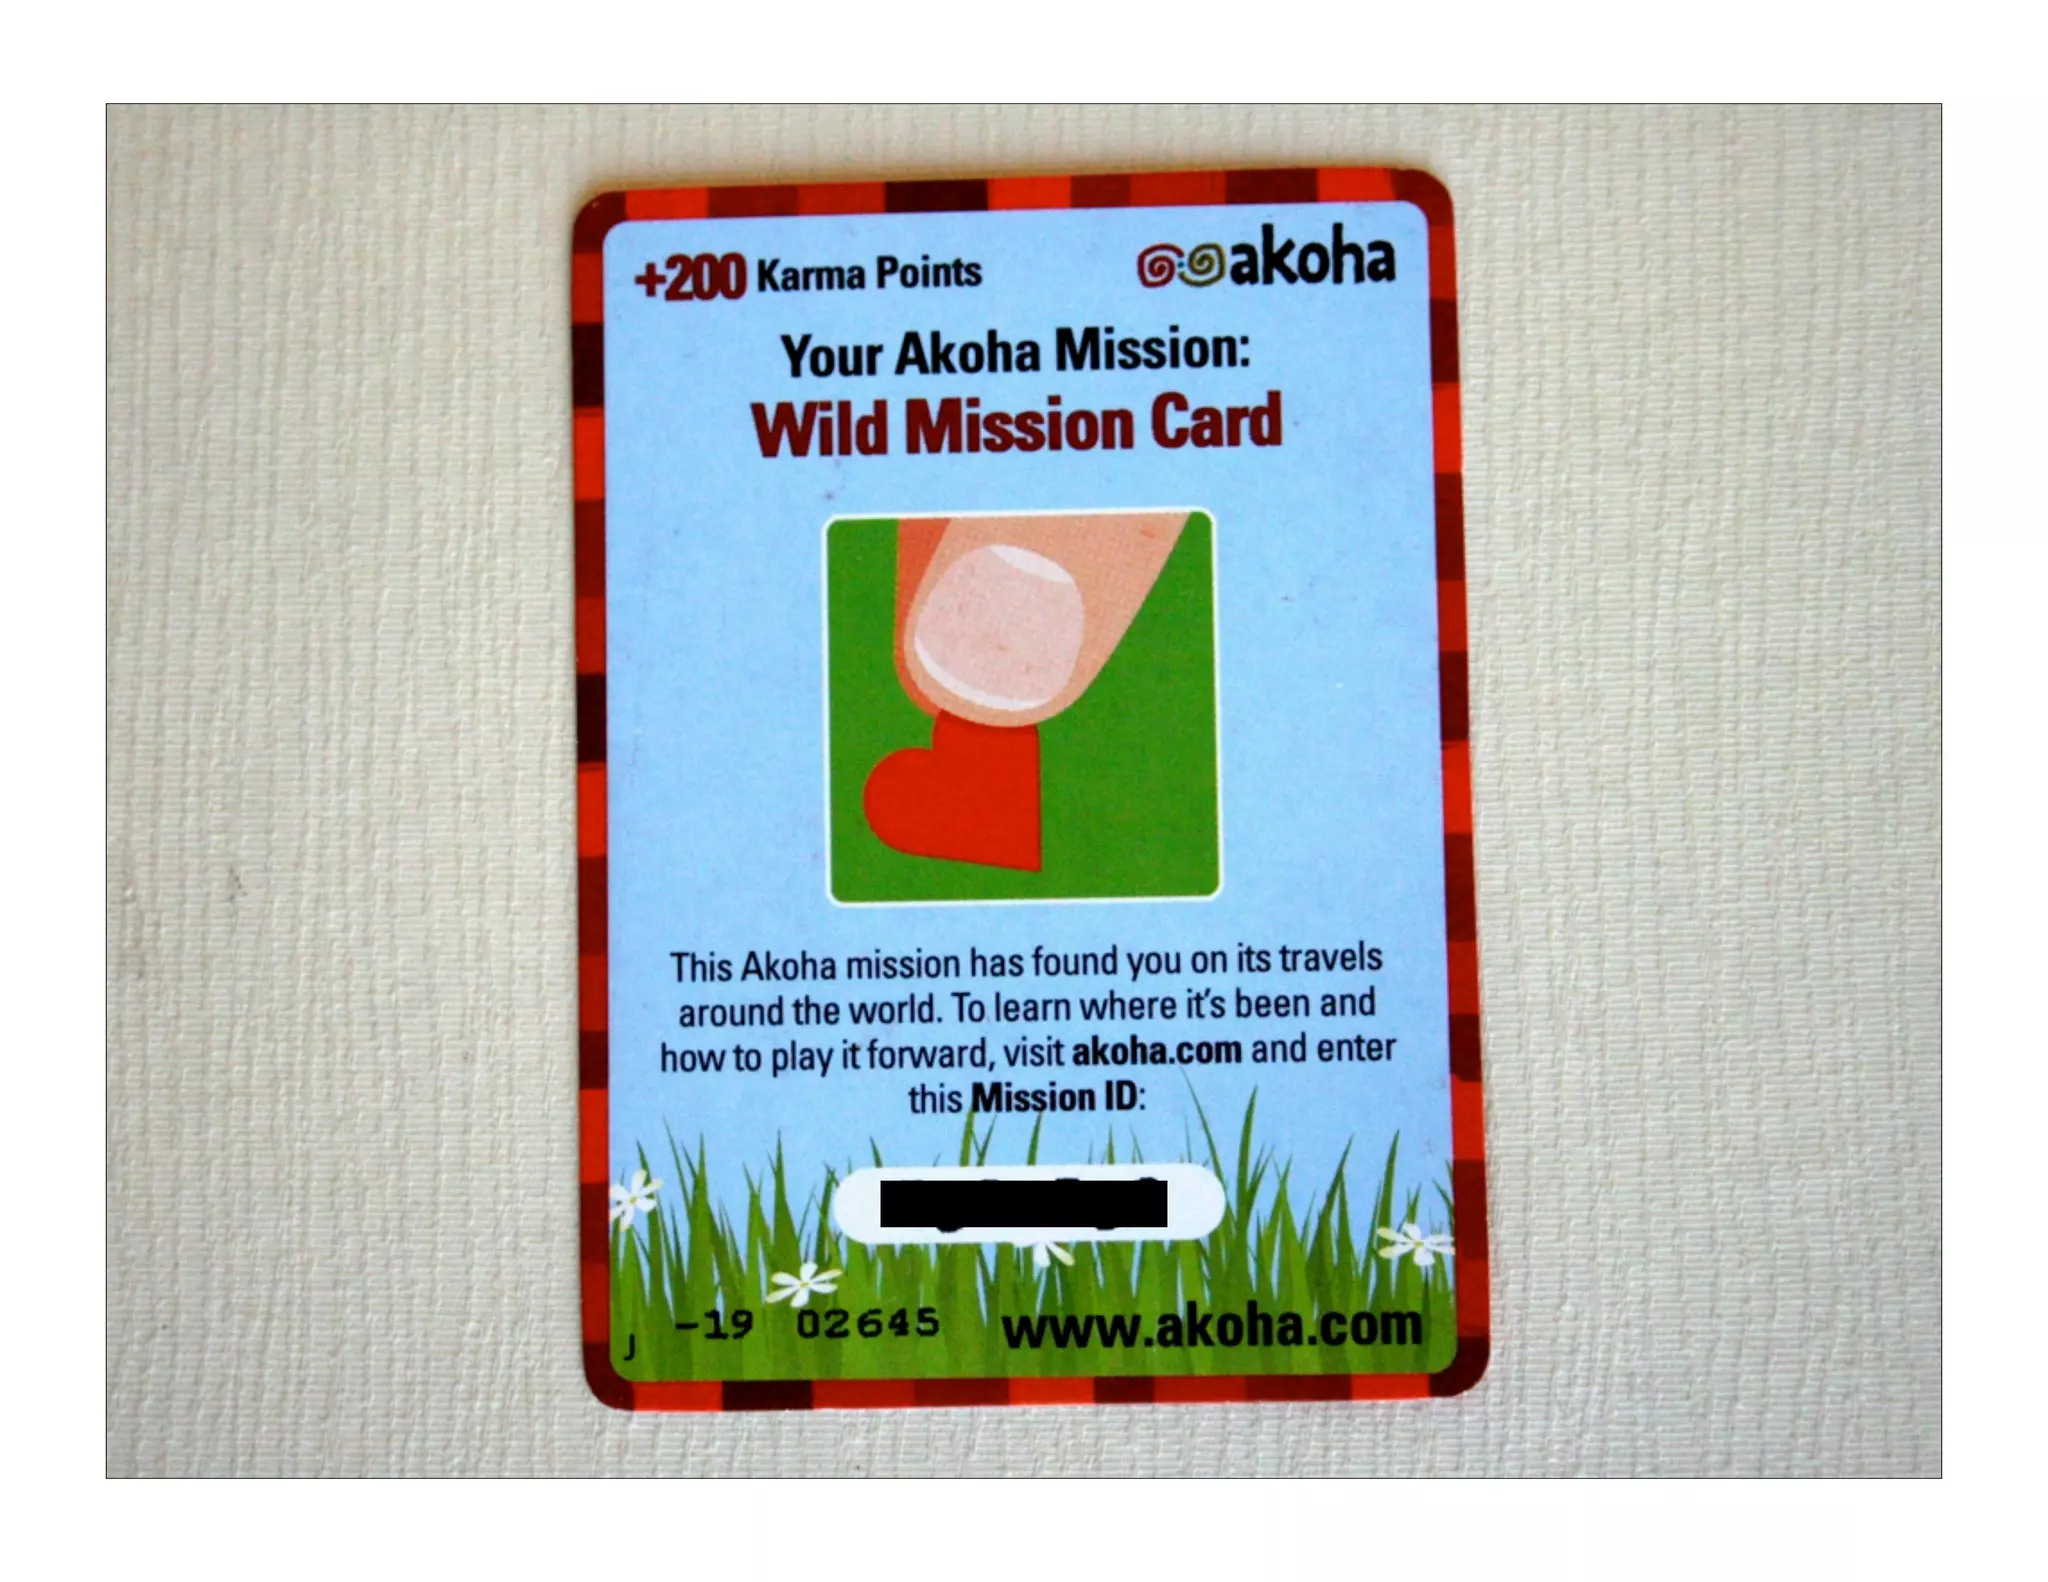 +200 Karma Points akoha
Your Akoha Mission:
Wild Mission Card
This Akoha mission has found you on its travels
around the world. To learn where it's been and
how to play it forward, visit akoha.com and enter
this Mission ID:
J -19 02645 www.akoha.com